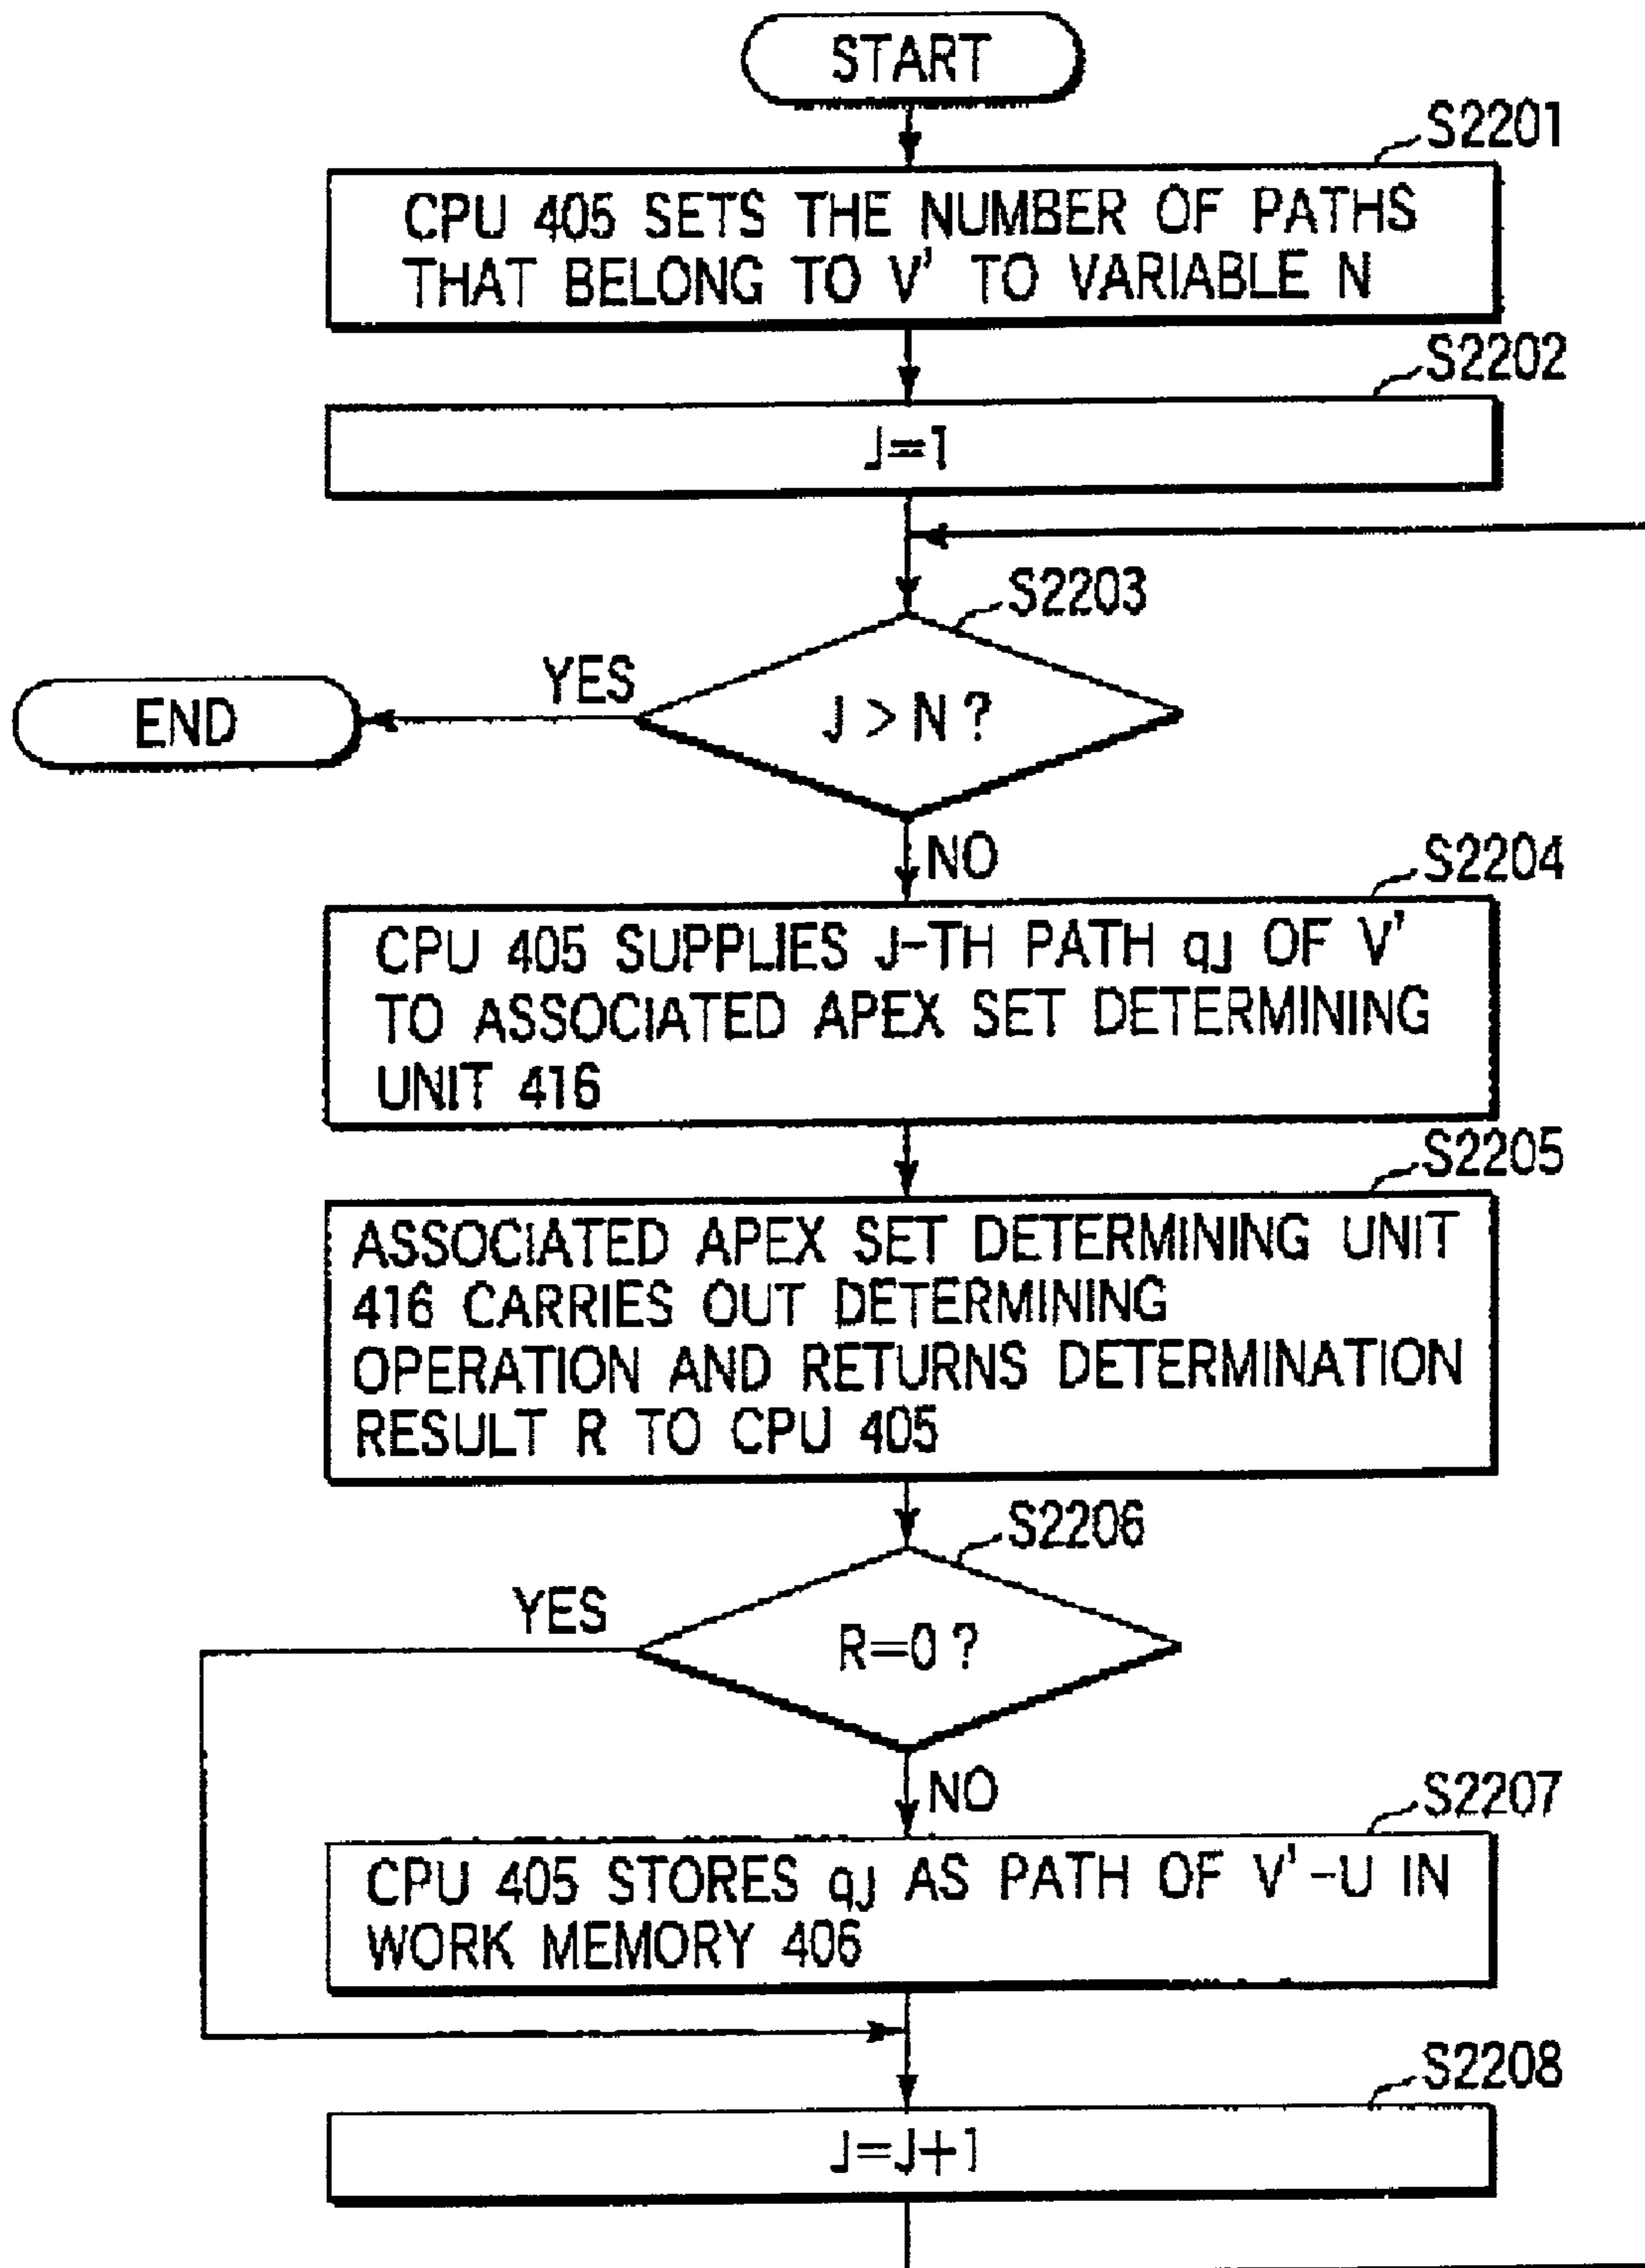 START
S2201
CPU 405 SETS THE NUMBER OF PATHS
THAT BELONG TO V' TO VARIABLE N
S2202
J=1
S2203
YES
J > N ?
END
NO
S2204
CPU 405 SUPPLIES J-TH PATH qJ OF V'
TO ASSOCIATED APEX SET DETERMINING
UNIT 416
S2205
ASSOCIATED APEX SET DETERMINING UNIT
416 CARRIES OUT DETERMINING
OPERATION AND RETURNS DETERMINATION
RESULT R TO CPU 405
S2206
YES
R=0 ?
NO
S2207
CPU 405 STORES qJ AS PATH OF V'-U IN
WORK MEMORY 406
S2208
J=J+1